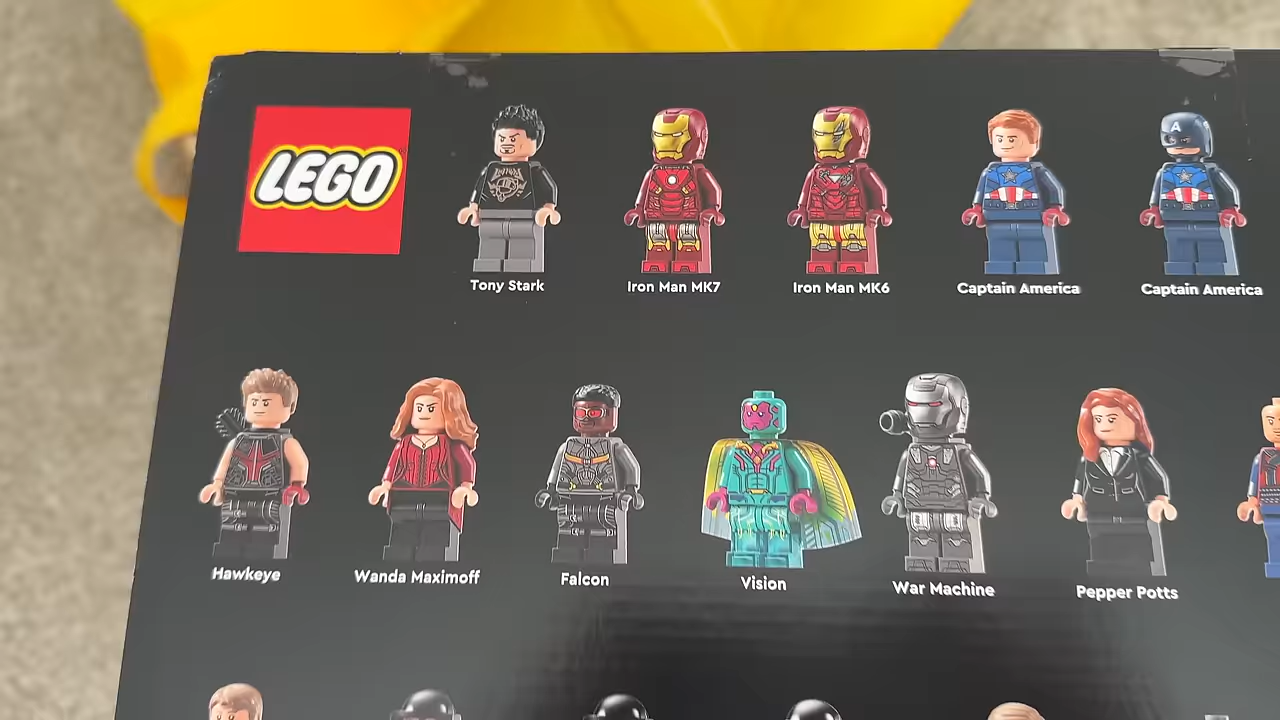 LEGO
Tony Stark
Iron Man MK7
Iron Man MK6
Captain America
Captain America
Hawkeye
Wanda Maximoff
Falcon
Vision
War Machine
Pepper Potts